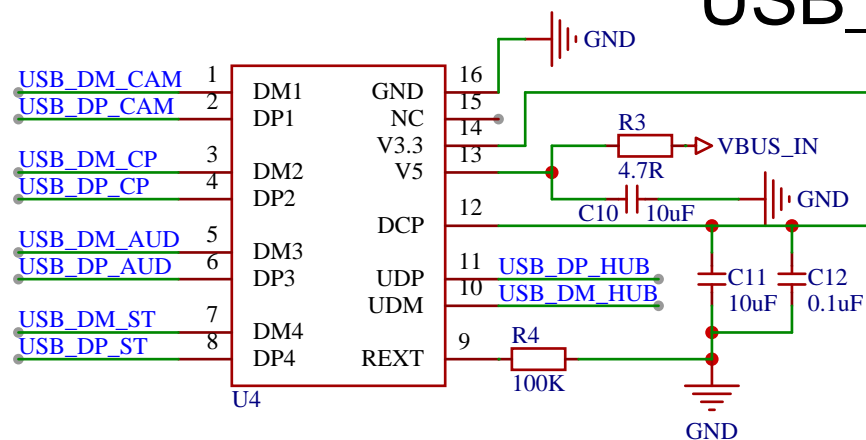 USB_
GND
USB_DM_CAM 1 DM1 GND 16
USB_DP_CAM 2 DP1 NC 15
V3.3 14
R3
VBUS_IN
4.7R
USB_DM_CP 3 DM2 V5 13
USB_DP_CP 4 DP2
C10 10uF GND
DCP 12
USB_DM_AUD 5 DM3
USB_DP_AUD 6 DP3 UDP 11 USB_DP_HUB
C11 C12
UDM 10 USB_DM_HUB
10uF 0.1uF
USB_DM_ST 7 DM4
USB_DP_ST 8 DP4 REXT 9 R4
100K
U4
GND